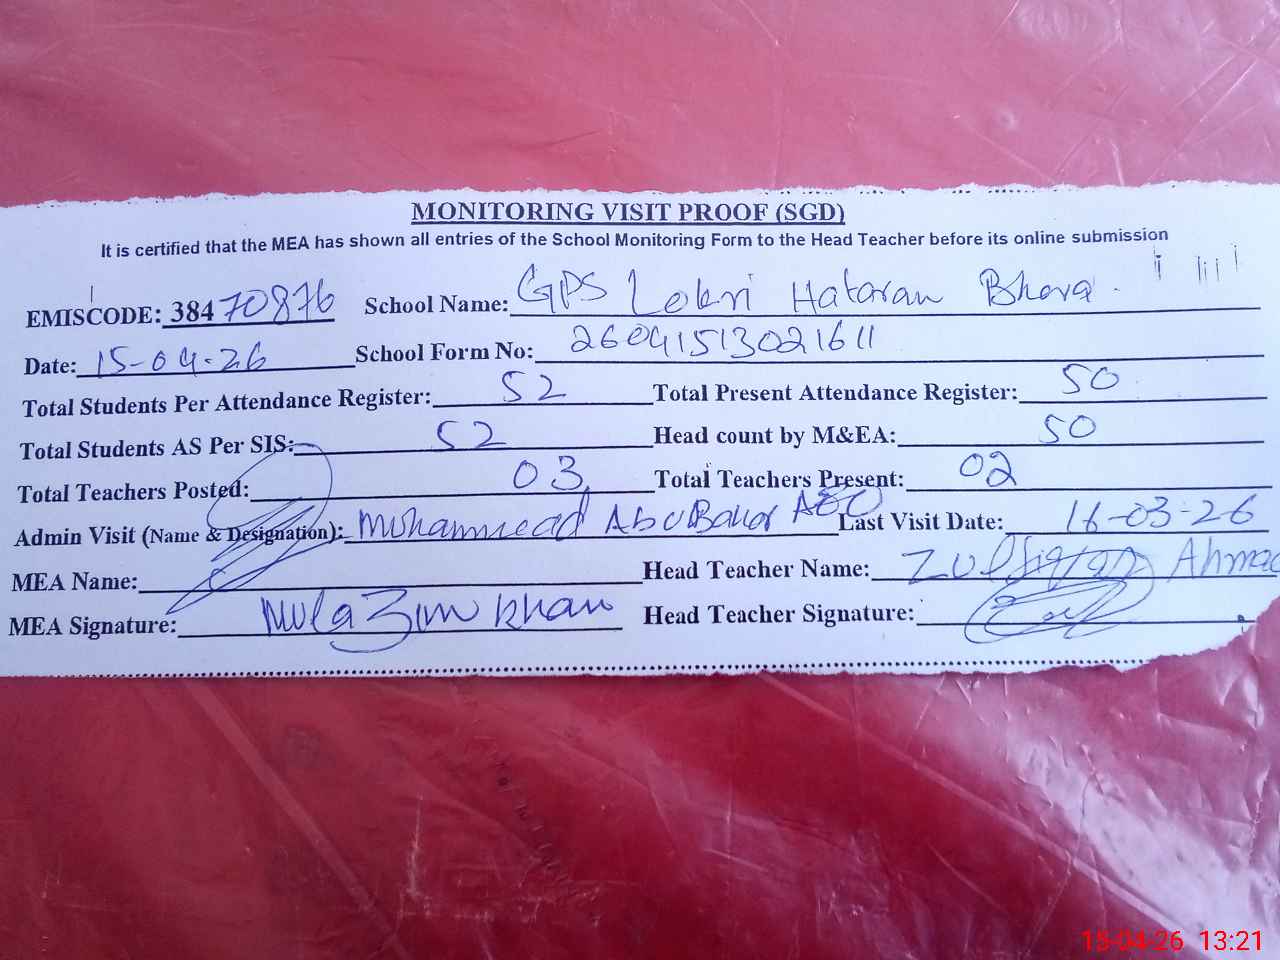 MONITORING VISIT PROOF (SGD)
It is certified that the MEA has shown all entries of the School Monitoring Form to the Head Teacher before its online submission
EMISCODE: 38470876 School Name: GPS Lokri Hataran Bhera
Date: 15-04-26 School Form No: 26041513021611
Total Students Per Attendance Register: 52 Total Present Attendance Register: 50
Total Students AS Per SIS: 52 Head count by M&EA: 50
Total Teachers Posted: 03 Total Teachers Present: 02
Admin Visit (Name & Designation): Muhammad AbuBakar AEO Last Visit Date: 16-03-26
MEA Name: Head Teacher Name: Zulfiqar Ahmad
MEA Signature: Mulazim khan Head Teacher Signature:
15-04-26 13:21